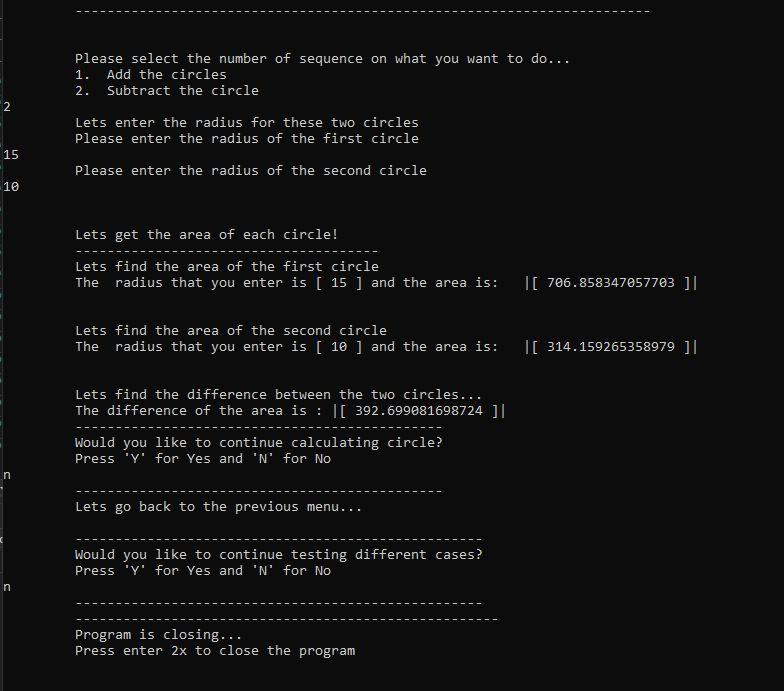 ------------------------------------------------------------------------
Please select the number of sequence on what you want to do...
1.  Add the circles
2.  Subtract the circle
2
Lets enter the radius for these two circles
Please enter the radius of the first circle
15
Please enter the radius of the second circle
10
Lets get the area of each circle!
--------------------------------------
Lets find the area of the first circle
The  radius that you enter is [ 15 ] and the area is:   |[ 706.858347057703 ]|
Lets find the area of the second circle
The  radius that you enter is [ 10 ] and the area is:   |[ 314.159265358979 ]|
Lets find the difference between the two circles...
The difference of the area is : |[ 392.699081698724 ]|
----------------------------------------------
Would you like to continue calculating circle?
Press 'Y' for Yes and 'N' for No
n
----------------------------------------------
Lets go back to the previous menu...
---------------------------------------------------
Would you like to continue testing different cases?
Press 'Y' for Yes and 'N' for No
n
---------------------------------------------------
-----------------------------------------------------
Program is closing...
Press enter 2x to close the program